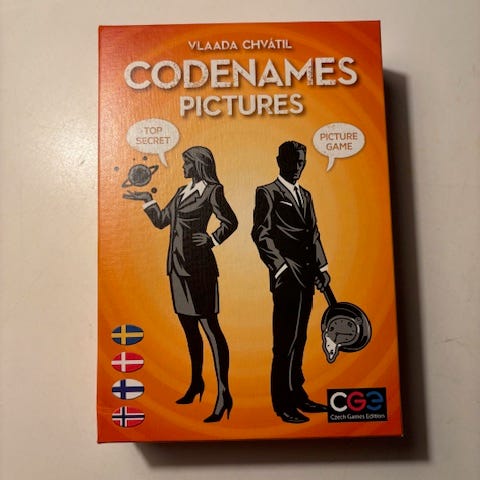 VLAADA CHVÁTIL
CODENAMES
PICTURES
TOP
SECRET
PICTURE
GAME
CGE
Czech Games Edition